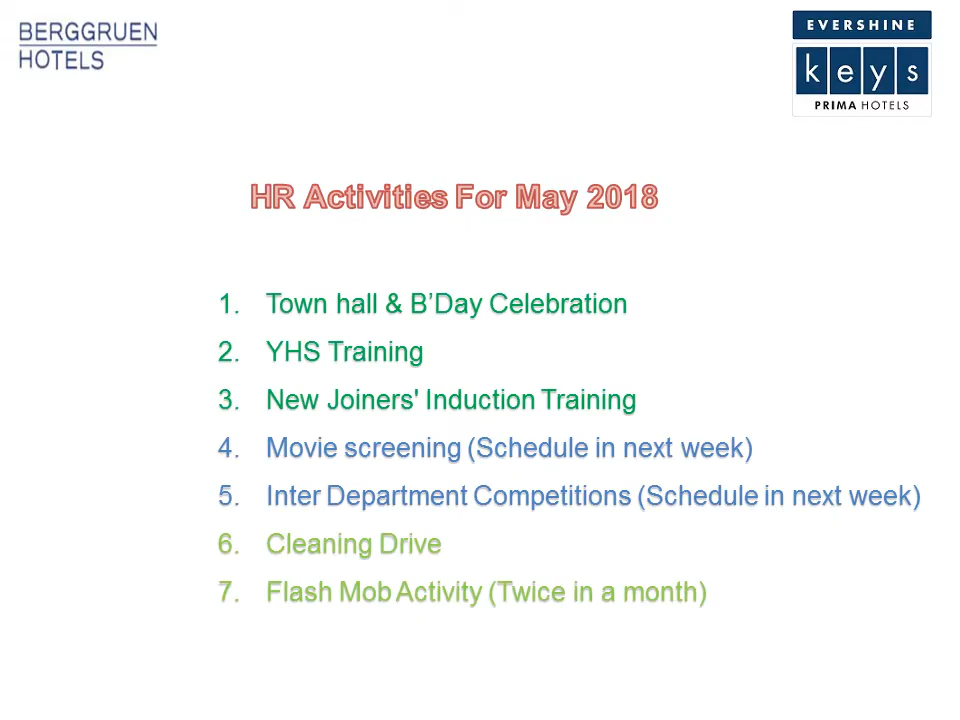 BERGGRUEN
HOTELS
EVERSHINE
keys
PRIMA HOTELS
HR Activities For May 2018
1. Town hall & B’Day Celebration
2. YHS Training
3. New Joiners' Induction Training
4. Movie screening (Schedule in next week)
5. Inter Department Competitions (Schedule in next week)
6. Cleaning Drive
7. Flash Mob Activity (Twice in a month)